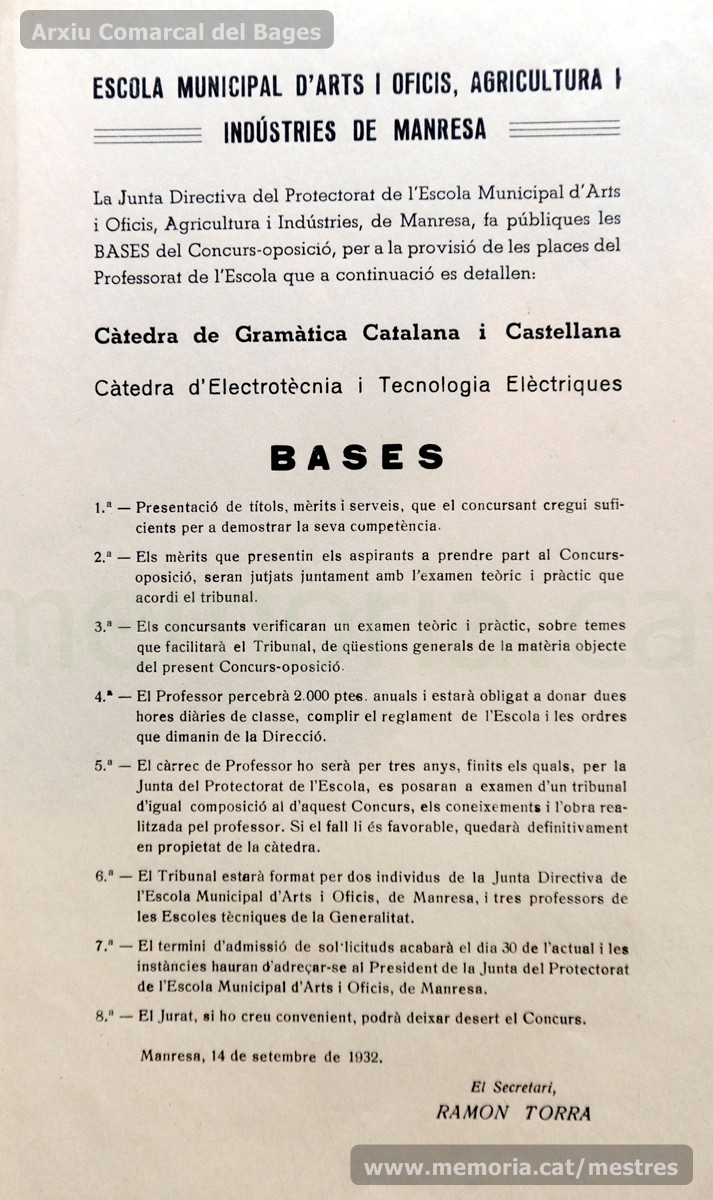 Arxiu Comarcal del Bages
ESCOLA MUNICIPAL D'ARTS I OFICIS, AGRICULTURA I
INDÚSTRIES DE MANRESA
La Junta Directiva del Protectorat de l'Escola Municipal d'Arts
i Oficis, Agricultura i Indústries, de Manresa, fa públiques les
BASES del Concurs-oposició, per a la provisió de les places del
Professorat de l'Escola que a continuació es detallen:
Càtedra de Gramàtica Catalana i Castellana
Càtedra d'Electrotècnia i Tecnologia Elèctriques
BASES
1.ª — Presentació de títols, mèrits i serveis, que el concursant cregui sufi-
cients per a demostrar la seva competència.
2.ª — Els mèrits que presentin els aspirants a prendre part al Concurs-
oposició, seran jutjats juntament amb l'examen teòric i pràctic que
acordi el tribunal.
3.ª — Els concursants verificaran un examen teòric i pràctic, sobre temes
que facilitarà el Tribunal, de qüestions generals de la matèria objecte
del present Concurs-oposició.
4.ª — El Professor percebrà 2.000 ptes. anuals i estarà obligat a donar dues
hores diàries de classe, complir el reglament de l'Escola i les ordres
que dimanin de la Direcció.
5.ª — El càrrec de Professor ho serà per tres anys, finits els quals, per la
Junta del Protectorat de l'Escola, es posaran a examen d'un tribunal
d'igual composició al d'aquest Concurs, els coneixements i l'obra rea-
litzada pel professor. Si el fall li és favorable, quedarà definitivament
en propietat de la càtedra.
6.ª — El Tribunal estarà format per dos individus de la Junta Directiva de
l'Escola Municipal d'Arts i Oficis, de Manresa, i tres professors de
les Escoles tècniques de la Generalitat.
7.ª — El termini d'admissió de sol·licituds acabarà el dia 30 de l'actual i les
instàncies hauran d'adreçar-se al President de la Junta del Protectorat
de l'Escola Municipal d'Arts i Oficis, de Manresa.
8.ª — El Jurat, si ho creu convenient, podrà deixar desert el Concurs.
Manresa, 14 de setembre de 1932.
El Secretari,
RAMON TORRA
www.memoria.cat/mestres